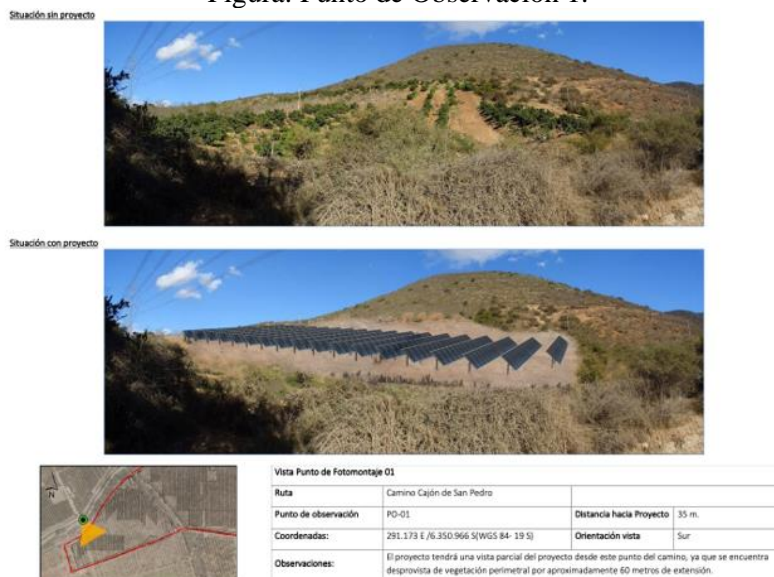 Figura: Punto de Observación 1.
Situación sin proyecto
Situación con proyecto
N
Vista Punto de Fotomontaje 01
Ruta Camino Cajón de San Pedro
Punto de observación PO-01 Distancia hacia Proyecto 35 m.
Coordenadas: 291.173 E /6.350.966 S(WGS 84- 19 S) Orientación vista Sur
Observaciones: El proyecto tendrá una vista parcial del proyecto desde este punto del camino, ya que se encuentra
desprovista de vegetación perimetral por aproximadamente 60 metros de extensión.